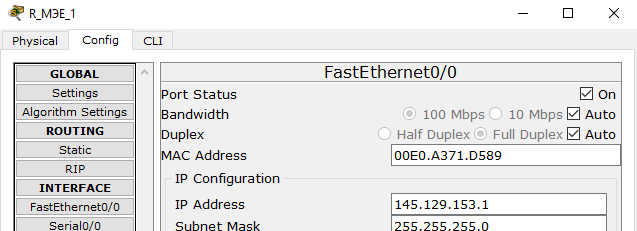 R_МЭЕ_1
Physical Config CLI
GLOBAL
Settings
Algorithm Settings
ROUTING
Static
RIP
INTERFACE
FastEthernet0/0
Serial0/0
FastEthernet0/0
Port Status On
Bandwidth 100 Mbps 10 Mbps Auto
Duplex Half Duplex Full Duplex Auto
MAC Address 00E0.A371.D589
IP Configuration
IP Address 145.129.153.1
Subnet Mask 255.255.255.0